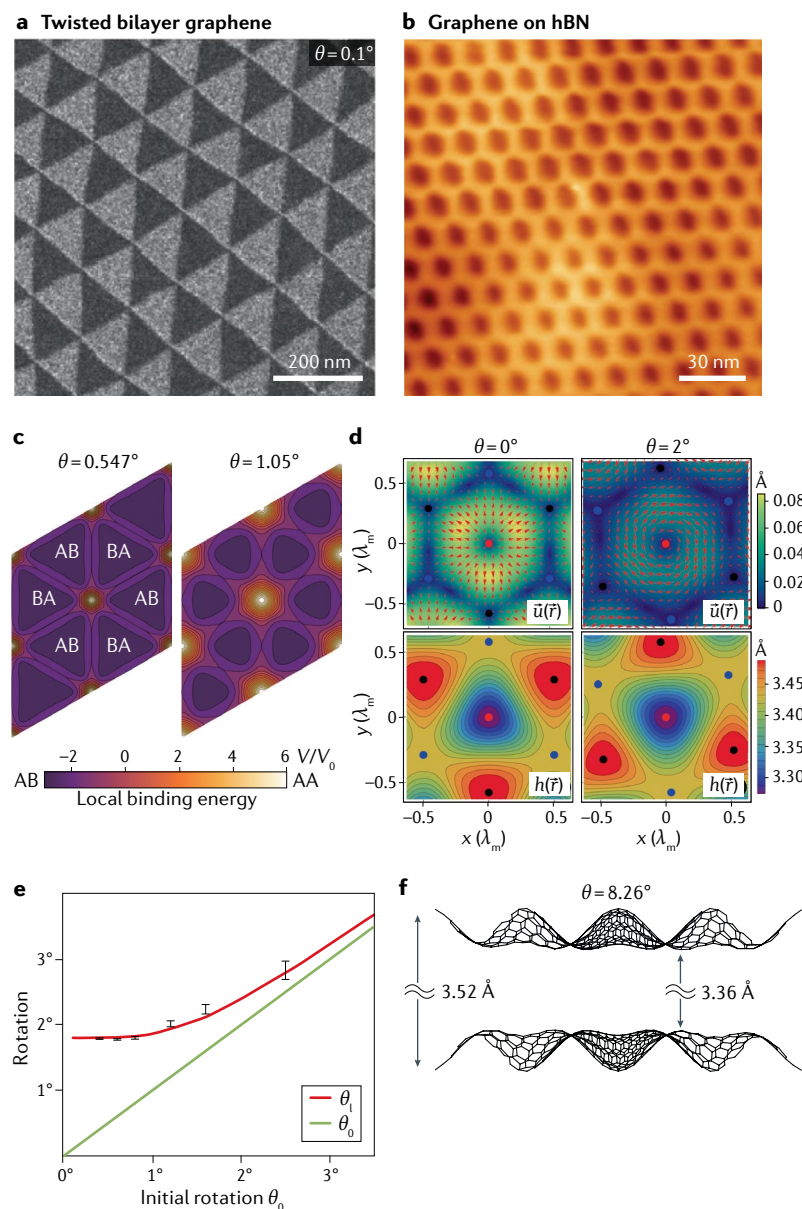 a Twisted bilayer graphene
θ = 0.1°
200 nm
b Graphene on hBN
30 nm
c
θ = 0.547°
θ = 1.05°
AB
BA
BA
AB
AB
BA
−2
0
2
4
6
V/V₀
AB
AA
Local binding energy
d
θ = 0°
θ = 2°
0.5
0
−0.5
y (λₘ)
u⃗(r⃗)
u⃗(r⃗)
Å
0.08
0.06
0.04
0.02
0
0.5
0
−0.5
y (λₘ)
h(r⃗)
h(r⃗)
Å
3.45
3.40
3.35
3.30
−0.5
0
0.5
−0.5
0
0.5
x (λₘ)
x (λₘ)
e
3°
2°
1°
Rotation
0°
1°
2°
3°
Initial rotation θ₀
θₗ
θ₀
f
θ = 8.26°
3.52 Å
3.36 Å